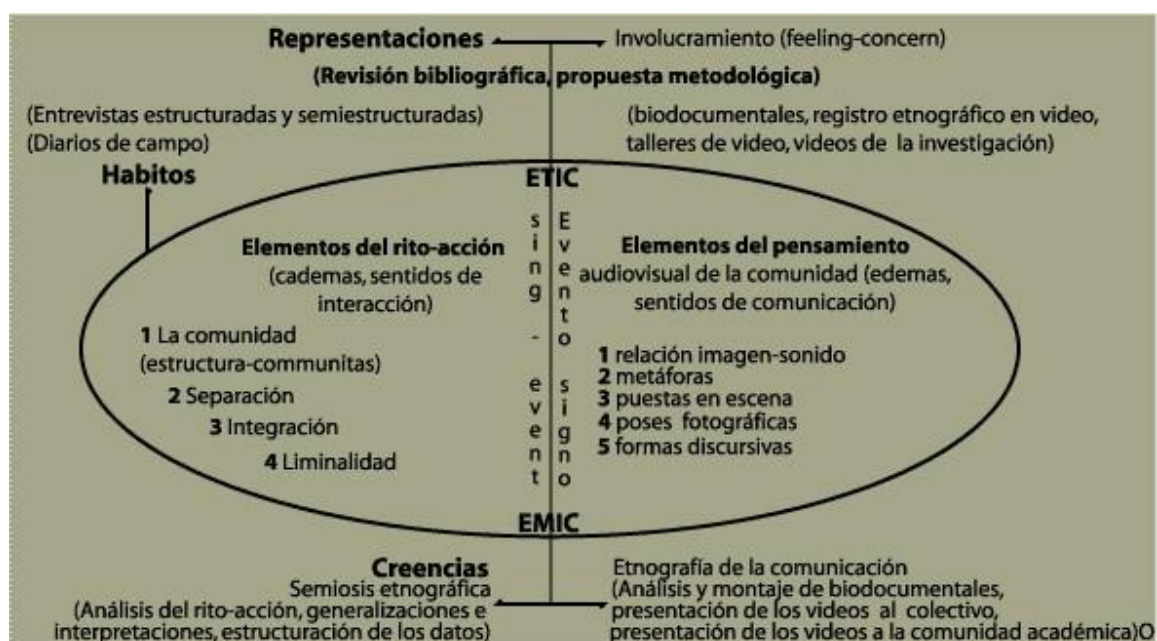 Representaciones
Involucramiento (feeling-concern)
(Revisión bibliográfica, propuesta metodológica)
(Entrevistas estructuradas y semiestructuradas)
(Diarios de campo)
Habitos
(biodocumentales, registro etnográfico en video,
talleres de video, videos de la investigación)
ETIC
sing - event
Evento signo
Elementos del rito-acción
(cademas, sentidos de
interacción)
1 La comunidad
(estructura-communitas)
2 Separación
3 Integración
4 Liminalidad
Elementos del pensamiento
audiovisual de la comunidad (edemas,
sentidos de comunicación)
1 relación imagen-sonido
2 metáforas
3 puestas en escena
4 poses fotográficas
5 formas discursivas
EMIC
Creencias
Semiosis etnográfica
(Análisis del rito-acción, generalizaciones e
interpretaciones, estructuración de los datos)
Etnografía de la comunicación
(Análisis y montaje de biodocumentales,
presentación de los videos al colectivo,
presentación de los videos a la comunidad académica)O